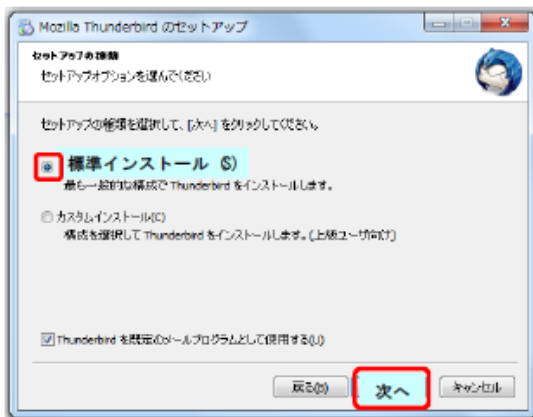 Mozilla Thunderbird のセットアップ
セットアップの種類
セットアップオプションを選んでください
セットアップの種類を選択して、[次へ] をクリックしてください。
標準インストール (S)
最も一般的な構成で Thunderbird をインストールします。
カスタムインストール(C)
構成を選択して Thunderbird をインストールします。(上級ユーザ向け)
Thunderbird を既定のメールプログラムとして使用する(U)
戻る(B) 次へ キャンセル